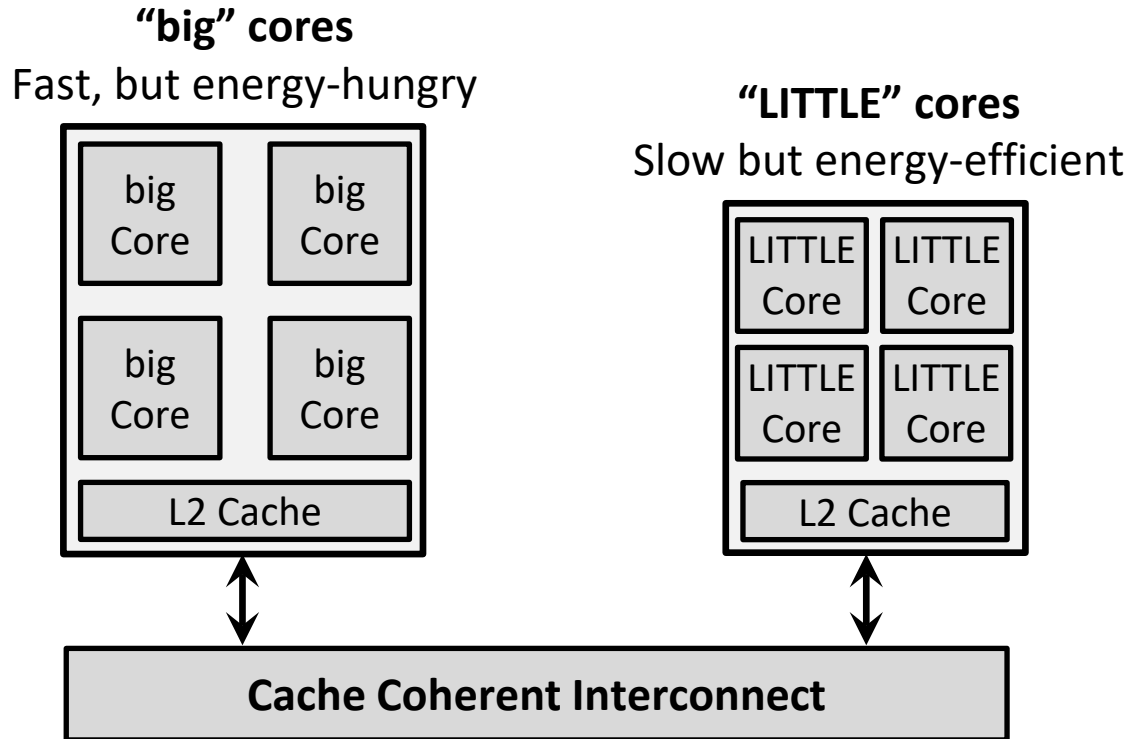 “big” cores
Fast, but energy-hungry
big
Core
big
Core
big
Core
big
Core
L2 Cache
“LITTLE” cores
Slow but energy-efficient
LITTLE
Core
LITTLE
Core
LITTLE
Core
LITTLE
Core
L2 Cache
Cache Coherent Interconnect